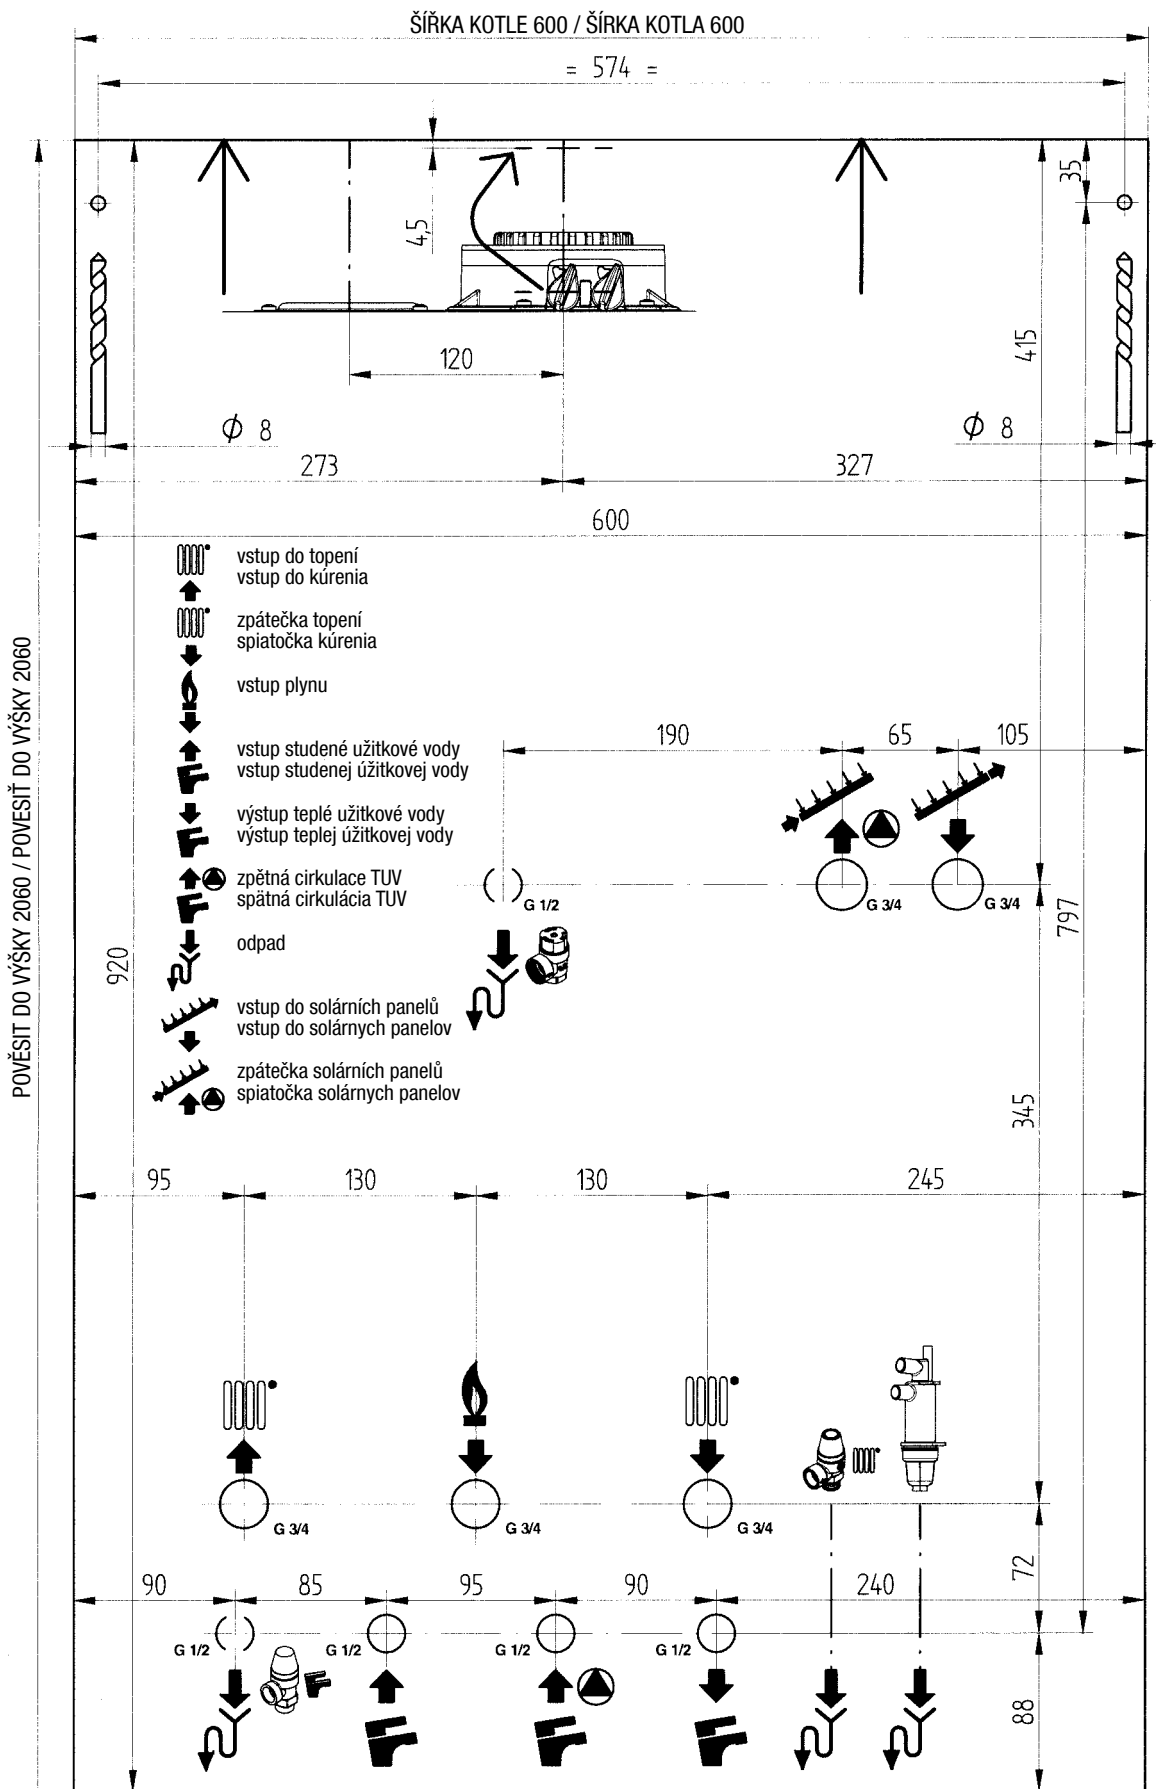 ŠÍŘKA KOTLE 600 / ŠÍRKA KOTLA 600
= 574 =
35
4,5
415
120
ϕ 8
ϕ 8
273
327
600
vstup do topení
vstup do kúrenia
zpátečka topení
spiatočka kúrenia
vstup plynu
vstup studené užitkové vody
vstup studenej úžitkovej vody
výstup teplé užitkové vody
výstup teplej úžitkovej vody
zpětná cirkulace TUV
spätná cirkulácia TUV
odpad
vstup do solárních panelů
vstup do solárnych panelov
zpátečka solárních panelů
spiatočka solárnych panelov
POVĚSIT DO VÝŠKY 2060 / POVESIŤ DO VÝŠKY 2060
920
190
65
105
G 1/2
G 3/4
G 3/4
797
345
95
130
130
245
G 3/4
G 3/4
G 3/4
72
90
85
95
90
240
G 1/2
G 1/2
G 1/2
G 1/2
88